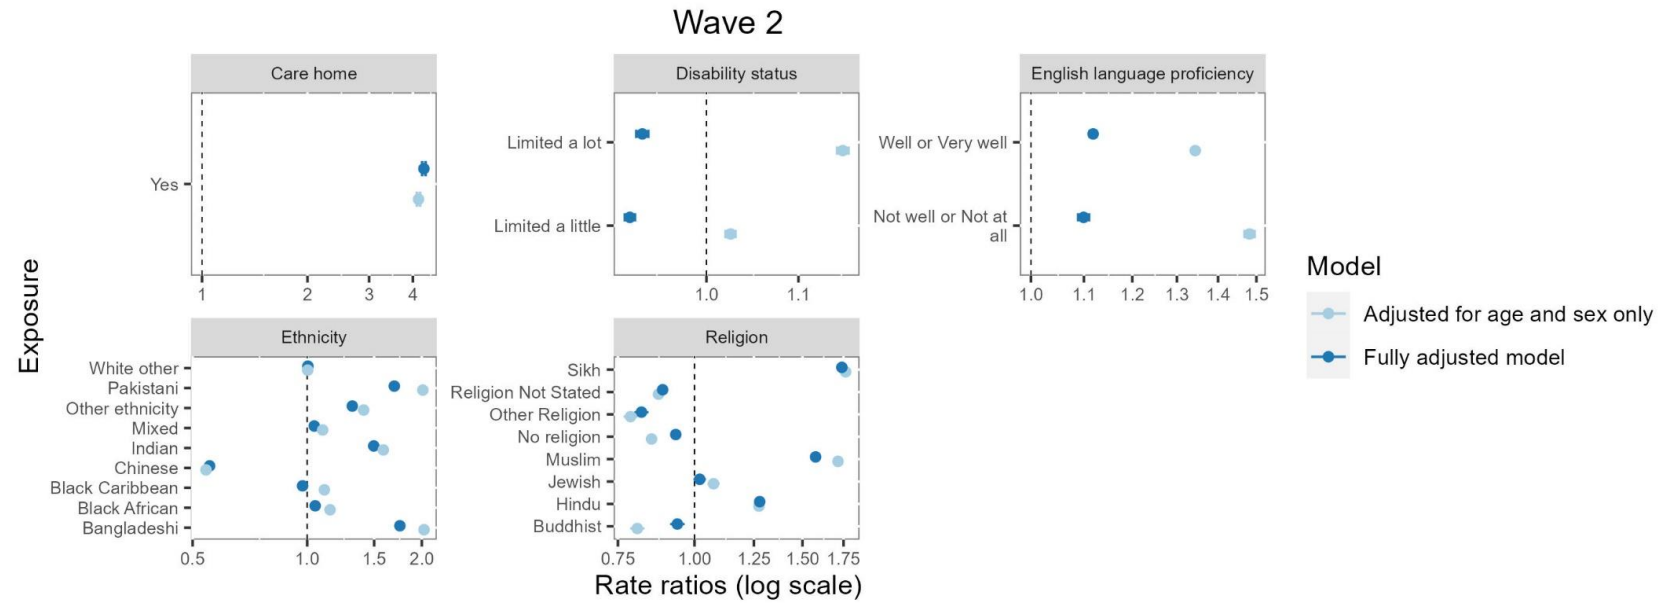 Wave 2
Care home
Disability status
English language proficiency
Yes
1
2
3
4
Limited a lot
Limited a little
1.0
1.1
Well or Very well
Not well or Not at
all
1.0
1.1
1.2
1.3
1.4
1.5
Exposure
Ethnicity
White other
Pakistani
Other ethnicity
Mixed
Indian
Chinese
Black Caribbean
Black African
Bangladeshi
0.5
1.0
1.5
2.0
Religion
Sikh
Religion Not Stated
Other Religion
No religion
Muslim
Jewish
Hindu
Buddhist
0.75
1.00
1.25
1.50
1.75
Rate ratios (log scale)
Model
Adjusted for age and sex only
Fully adjusted model